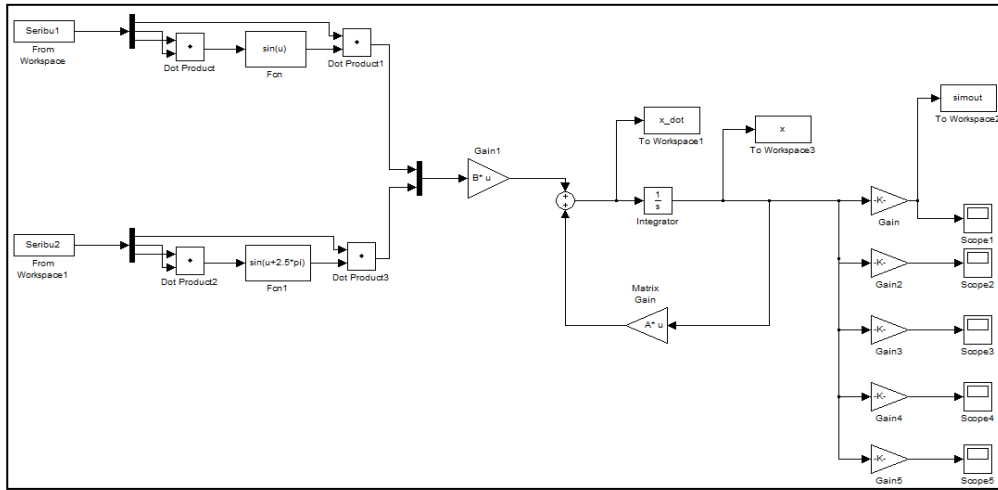 Seribu1
From
Workspace
Dot Product
sin(u)
Fcn
Dot Product1
Seribu2
From
Workspace1
Dot Product2
sin(u+2.5*pi)
Fcn1
Dot Product3
Gain1
B* u
+
+
x_dot
To Workspace1
1
s
Integrator
x
To Workspace3
Matrix
Gain
A* u
simout
To Workspace2
-K-
Gain
Scope1
-K-
Gain2
Scope2
-K-
Gain3
Scope3
-K-
Gain4
Scope4
-K-
Gain5
Scope5